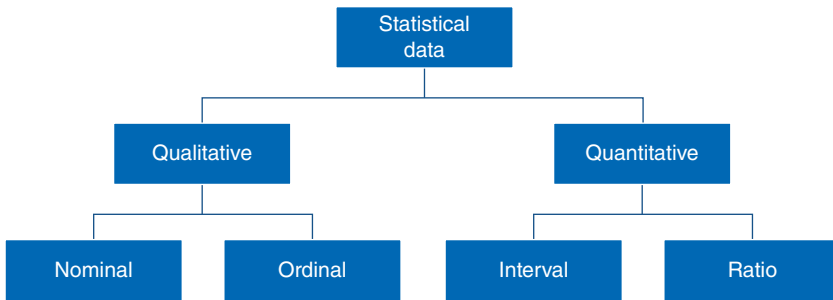 Statistical
data
Qualitative
Quantitative
Nominal
Ordinal
Interval
Ratio